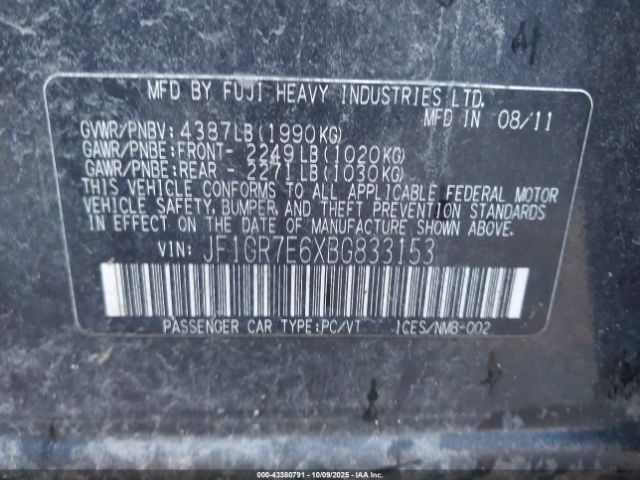 MFD BY FUJI HEAVY INDUSTRIES LTD.
MFD IN 08/11
GVWR/PNBV: 4387LB(1990KG)
GAWR/PNBE:FRONT- 2249LB(1020KG)
GAWR/PNBE:REAR - 2271LB(1030KG)
THIS VEHICLE CONFORMS TO ALL APPLICABLE FEDERAL MOTOR
VEHICLE SAFETY, BUMPER, AND THEFT PREVENTION STANDARDS
IN EFFECT ON THE DATE OF MANUFACTURE SHOWN ABOVE.
VIN: JF1GR7E6XBG833153
PASSENGER CAR TYPE:PC/VT ICES/NMB-002
000-43380791 - 10/09/2025 - IAA Inc.